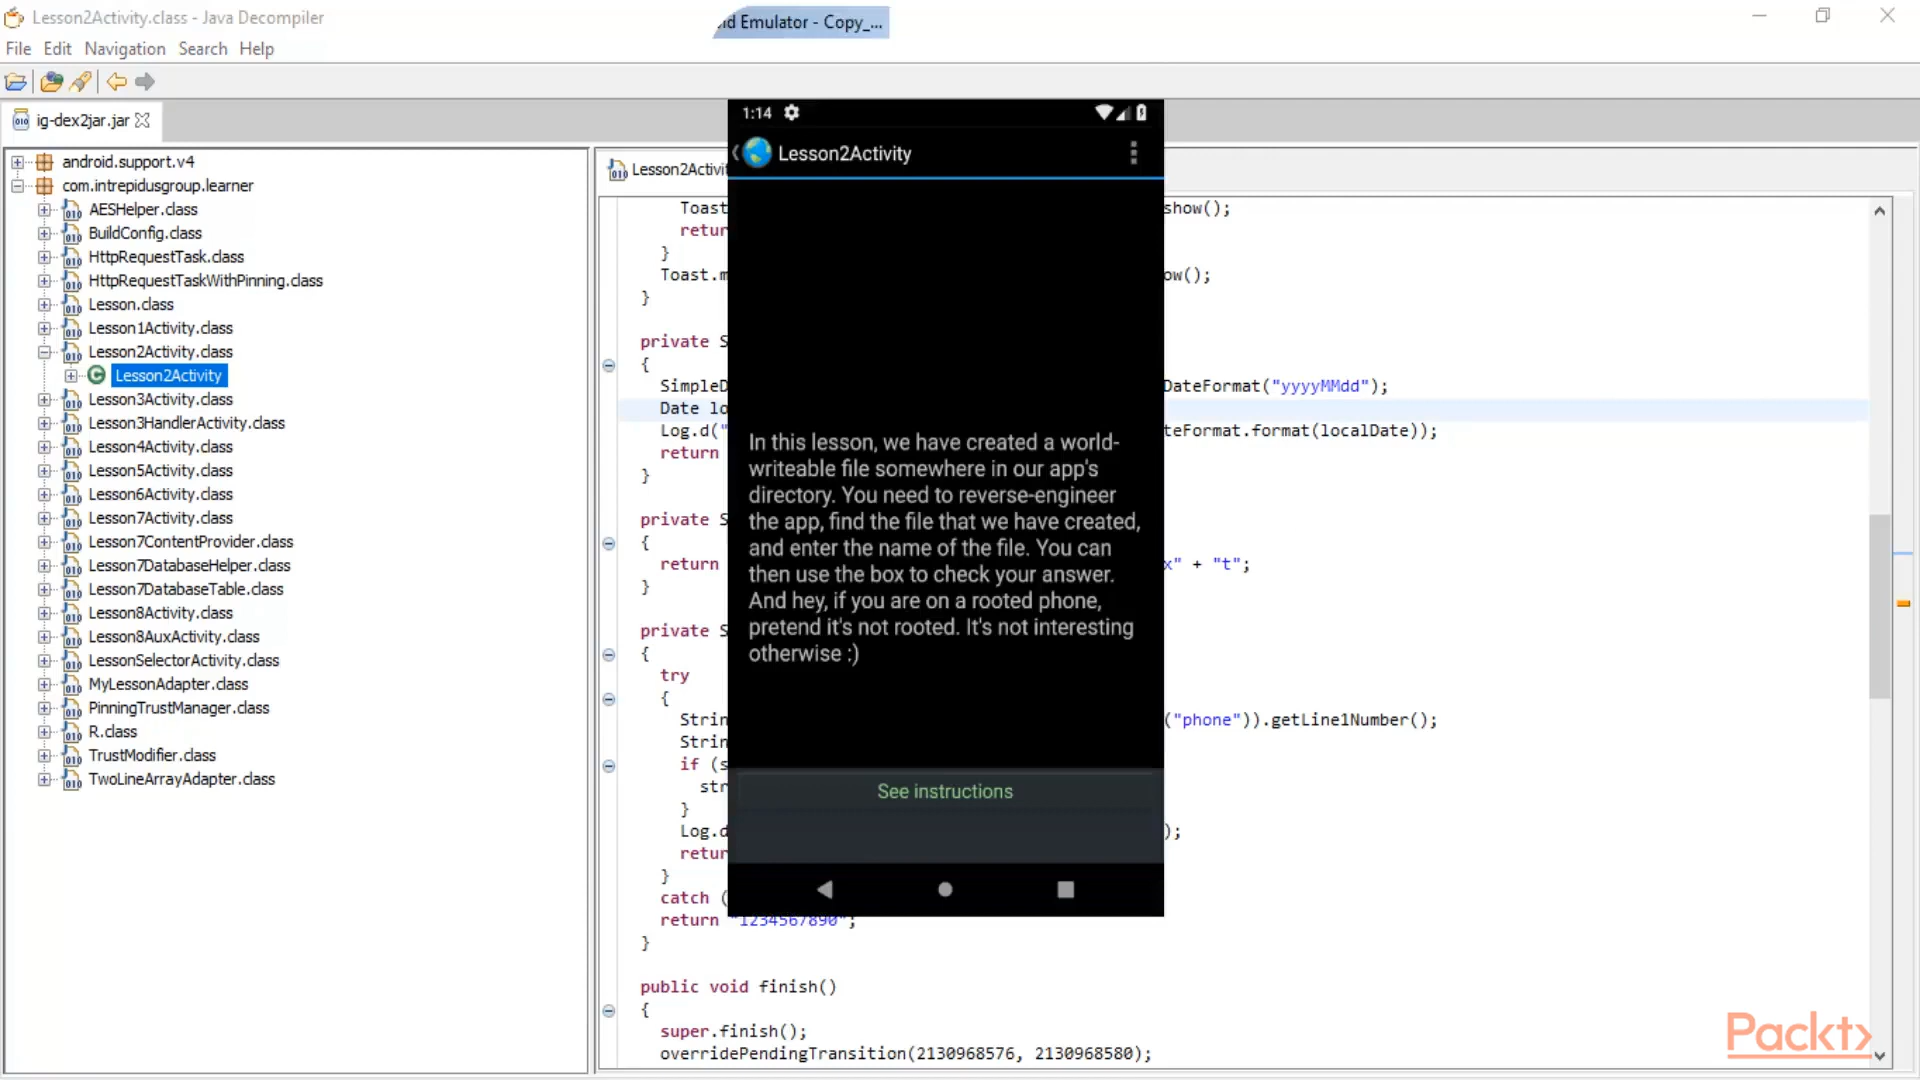 Lesson2Activity.class - Java Decompiler
Emulator - Copy_...
File Edit Navigation Search Help
ig-dex2jar.jar
android.support.v4
com.intrepidusgroup.learner
AESHelper.class
BuildConfig.class
HttpRequestTask.class
HttpRequestTaskWithPinning.class
Lesson.class
Lesson1Activity.class
Lesson2Activity.class
Lesson2Activity
Lesson3Activity.class
Lesson3HandlerActivity.class
Lesson4Activity.class
Lesson5Activity.class
Lesson6Activity.class
Lesson7Activity.class
Lesson7ContentProvider.class
Lesson7DatabaseHelper.class
Lesson7DatabaseTable.class
Lesson8Activity.class
Lesson8AuxActivity.class
LessonSelectorActivity.class
MyLessonAdapter.class
PinningTrustManager.class
R.class
TrustModifier.class
TwoLineArrayAdapter.class
1:14
Lesson2Activity
In this lesson, we have created a world-
writeable file somewhere in our app's
directory. You need to reverse-engineer
the app, find the file that we have created,
and enter the name of the file. You can
then use the box to check your answer.
And hey, if you are on a rooted phone,
pretend it's not rooted. It's not interesting
otherwise :)
See instructions
Lesson2Activi
Toast show();
retur
}
Toast.m ow();
}
private S
{
SimpleD DateFormat("yyyyMMdd");
Date lo
Log.d(" teFormat.format(localDate));
return
}
private S
{
return x" + "t";
}
private S
{
try
{
Strin ("phone")).getLine1Number();
Strin
if (s
str
}
Log.d );
retur
}
catch (
return "1234567890";
}
public void finish()
{
super.finish();
overridePendingTransition(2130968576, 2130968580);
Packt